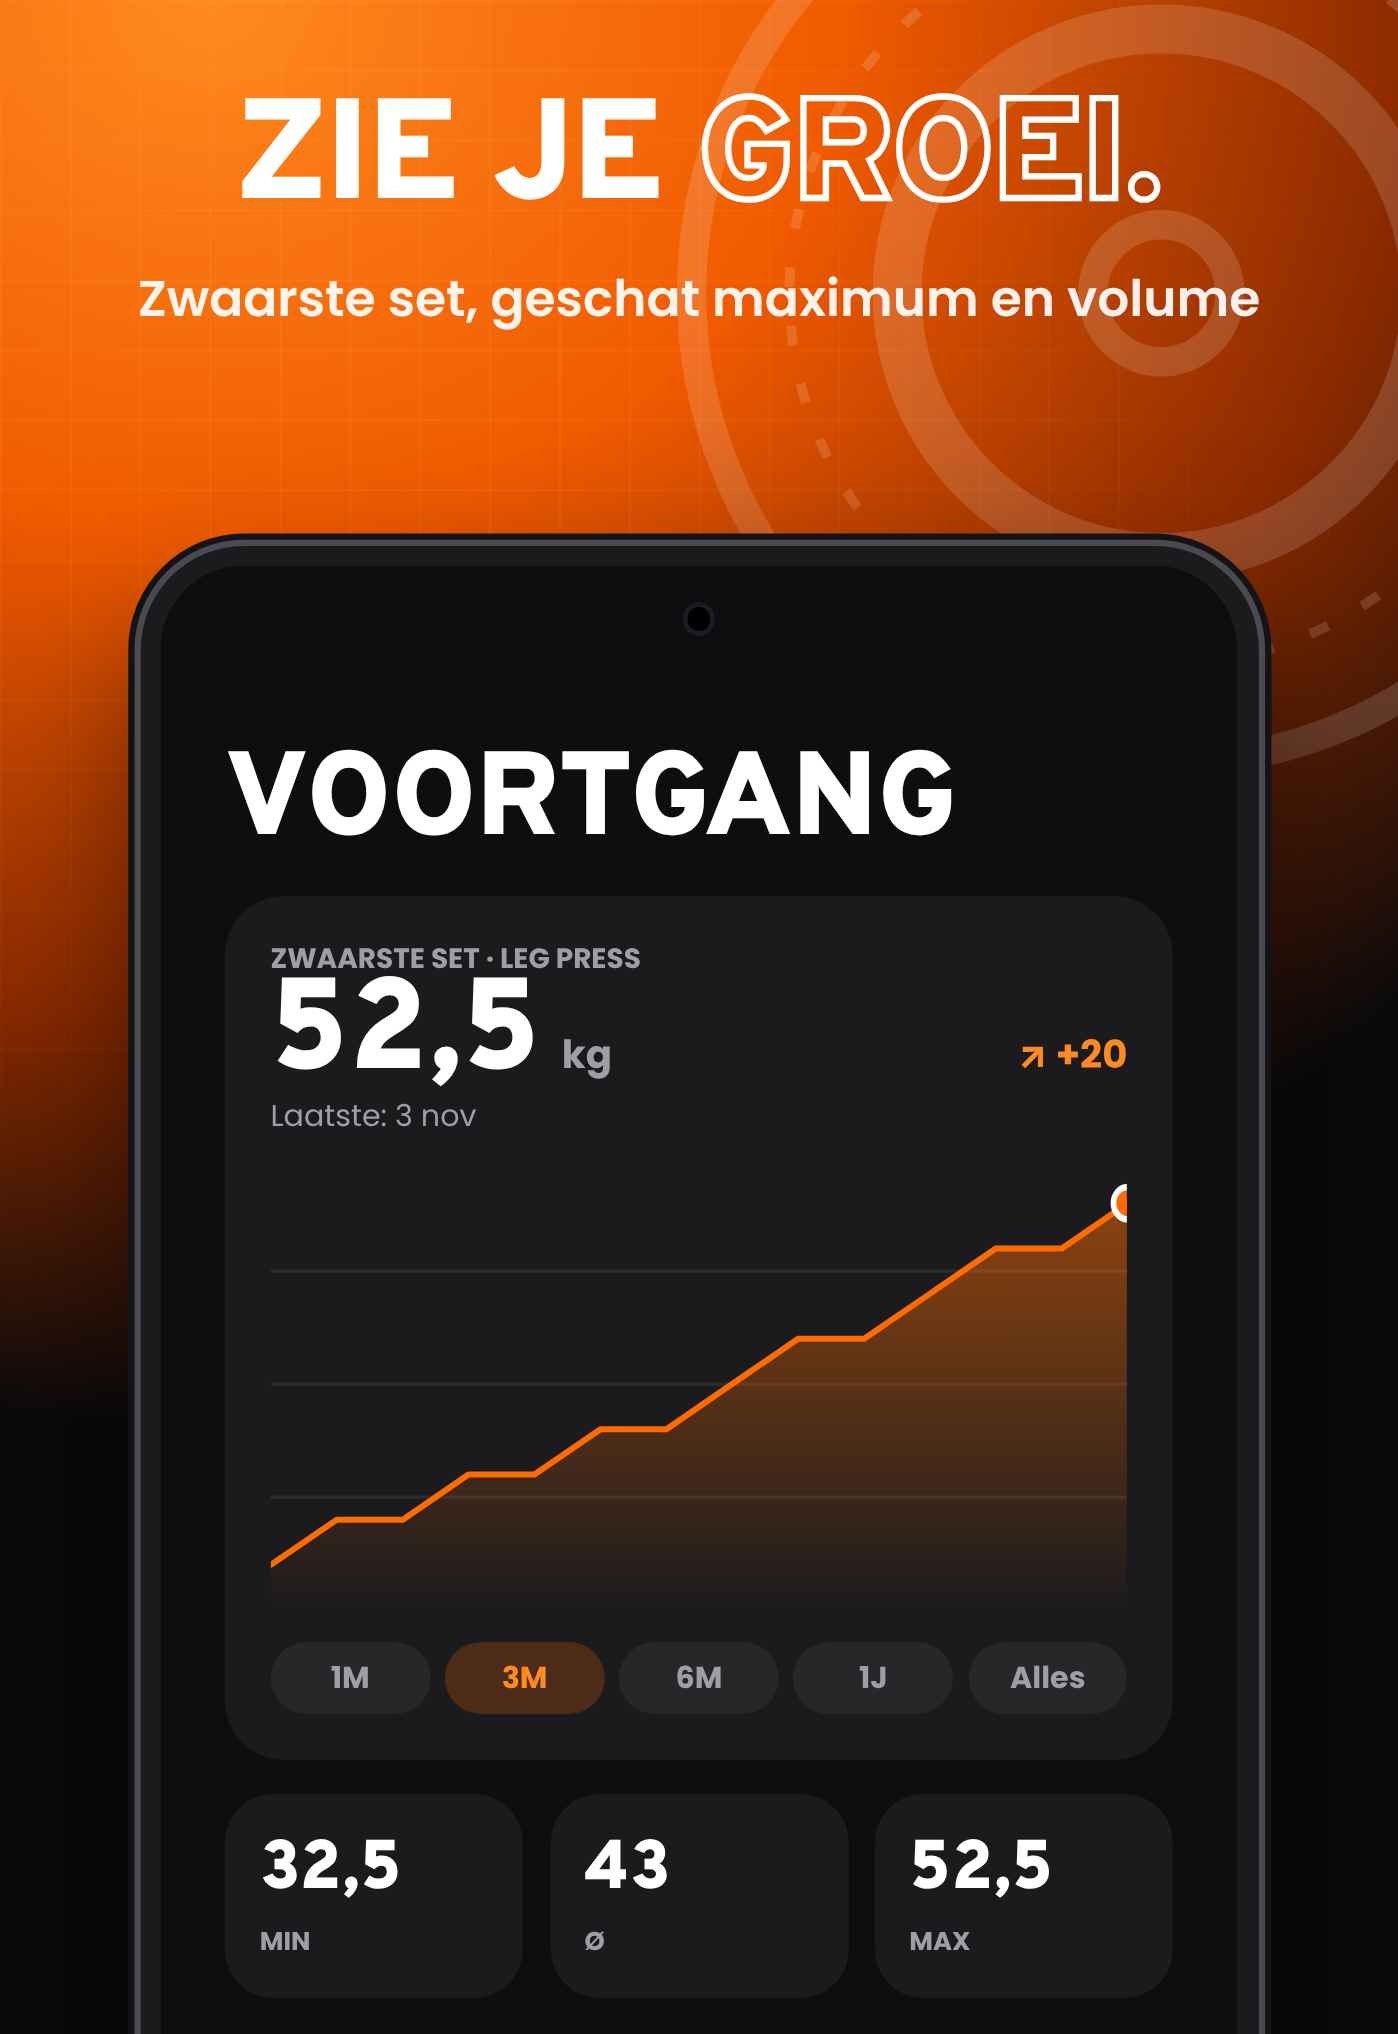 ZIE JE GROEI.
Zwaarste set, geschat maximum en volume
VOORTGANG
ZWAARSTE SET · LEG PRESS
52,5 kg
↗ +20
Laatste: 3 nov
1M 3M 6M 1J Alles
32,5 43 52,5
MIN Ø MAX